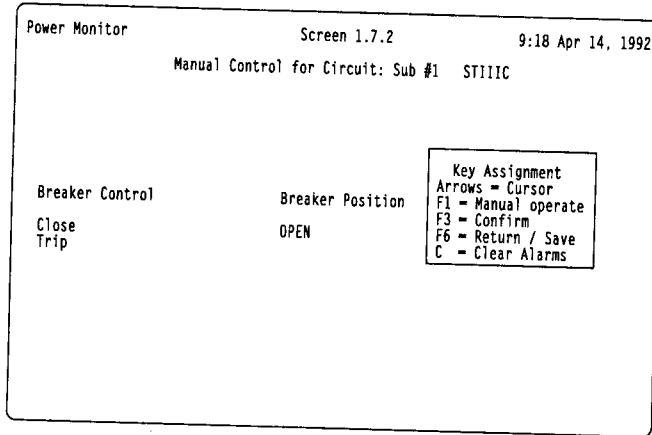 Power Monitor Screen 1.7.2 9:18 Apr 14, 1992
Manual Control for Circuit: Sub #1 STIIIC
Key Assignment
Arrows = Cursor
F1 = Manual operate
F3 = Confirm
F6 = Return / Save
C = Clear Alarms
Breaker Control Breaker Position
Close OPEN
Trip